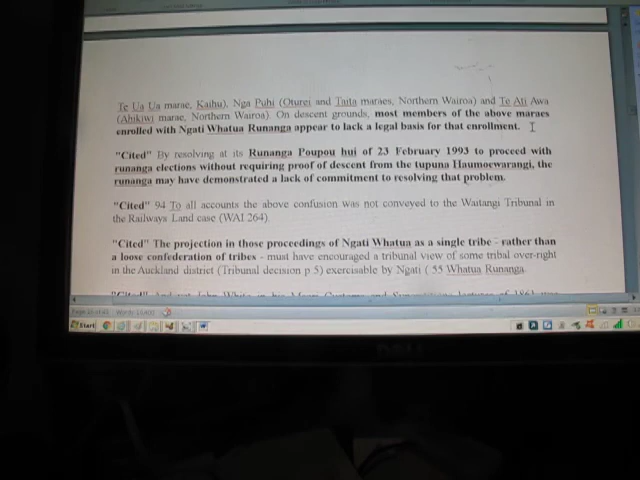 Te Ua Ua marae, Kaihu), Nga Puhi (Oturei and Taita maraes, Northern Wairoa) and Te Ati Awa
(Ahikiwi marae, Northern Wairoa). On descent grounds, most members of the above maraes
enrolled with Ngati Whatua Runanga appear to lack a legal basis for that enrollment.
"Cited" By resolving at its Runanga Poupou hui of 23 February 1993 to proceed with
runanga elections without requiring proof of descent from the tupuna Haumoewarangi, the
runanga may have demonstrated a lack of commitment to resolving that problem.
"Cited" 94 To all accounts the above confusion was not conveyed to the Waitangi Tribunal in
the Railways Land case (WAI 264).
"Cited" The projection in those proceedings of Ngati Whatua as a single tribe - rather than
a loose confederation of tribes - must have encouraged a tribunal view of some tribal over-right
in the Auckland district (Tribunal decision p 5) exercisable by Ngati ( 55 Whatua Runanga.
Start
DELL